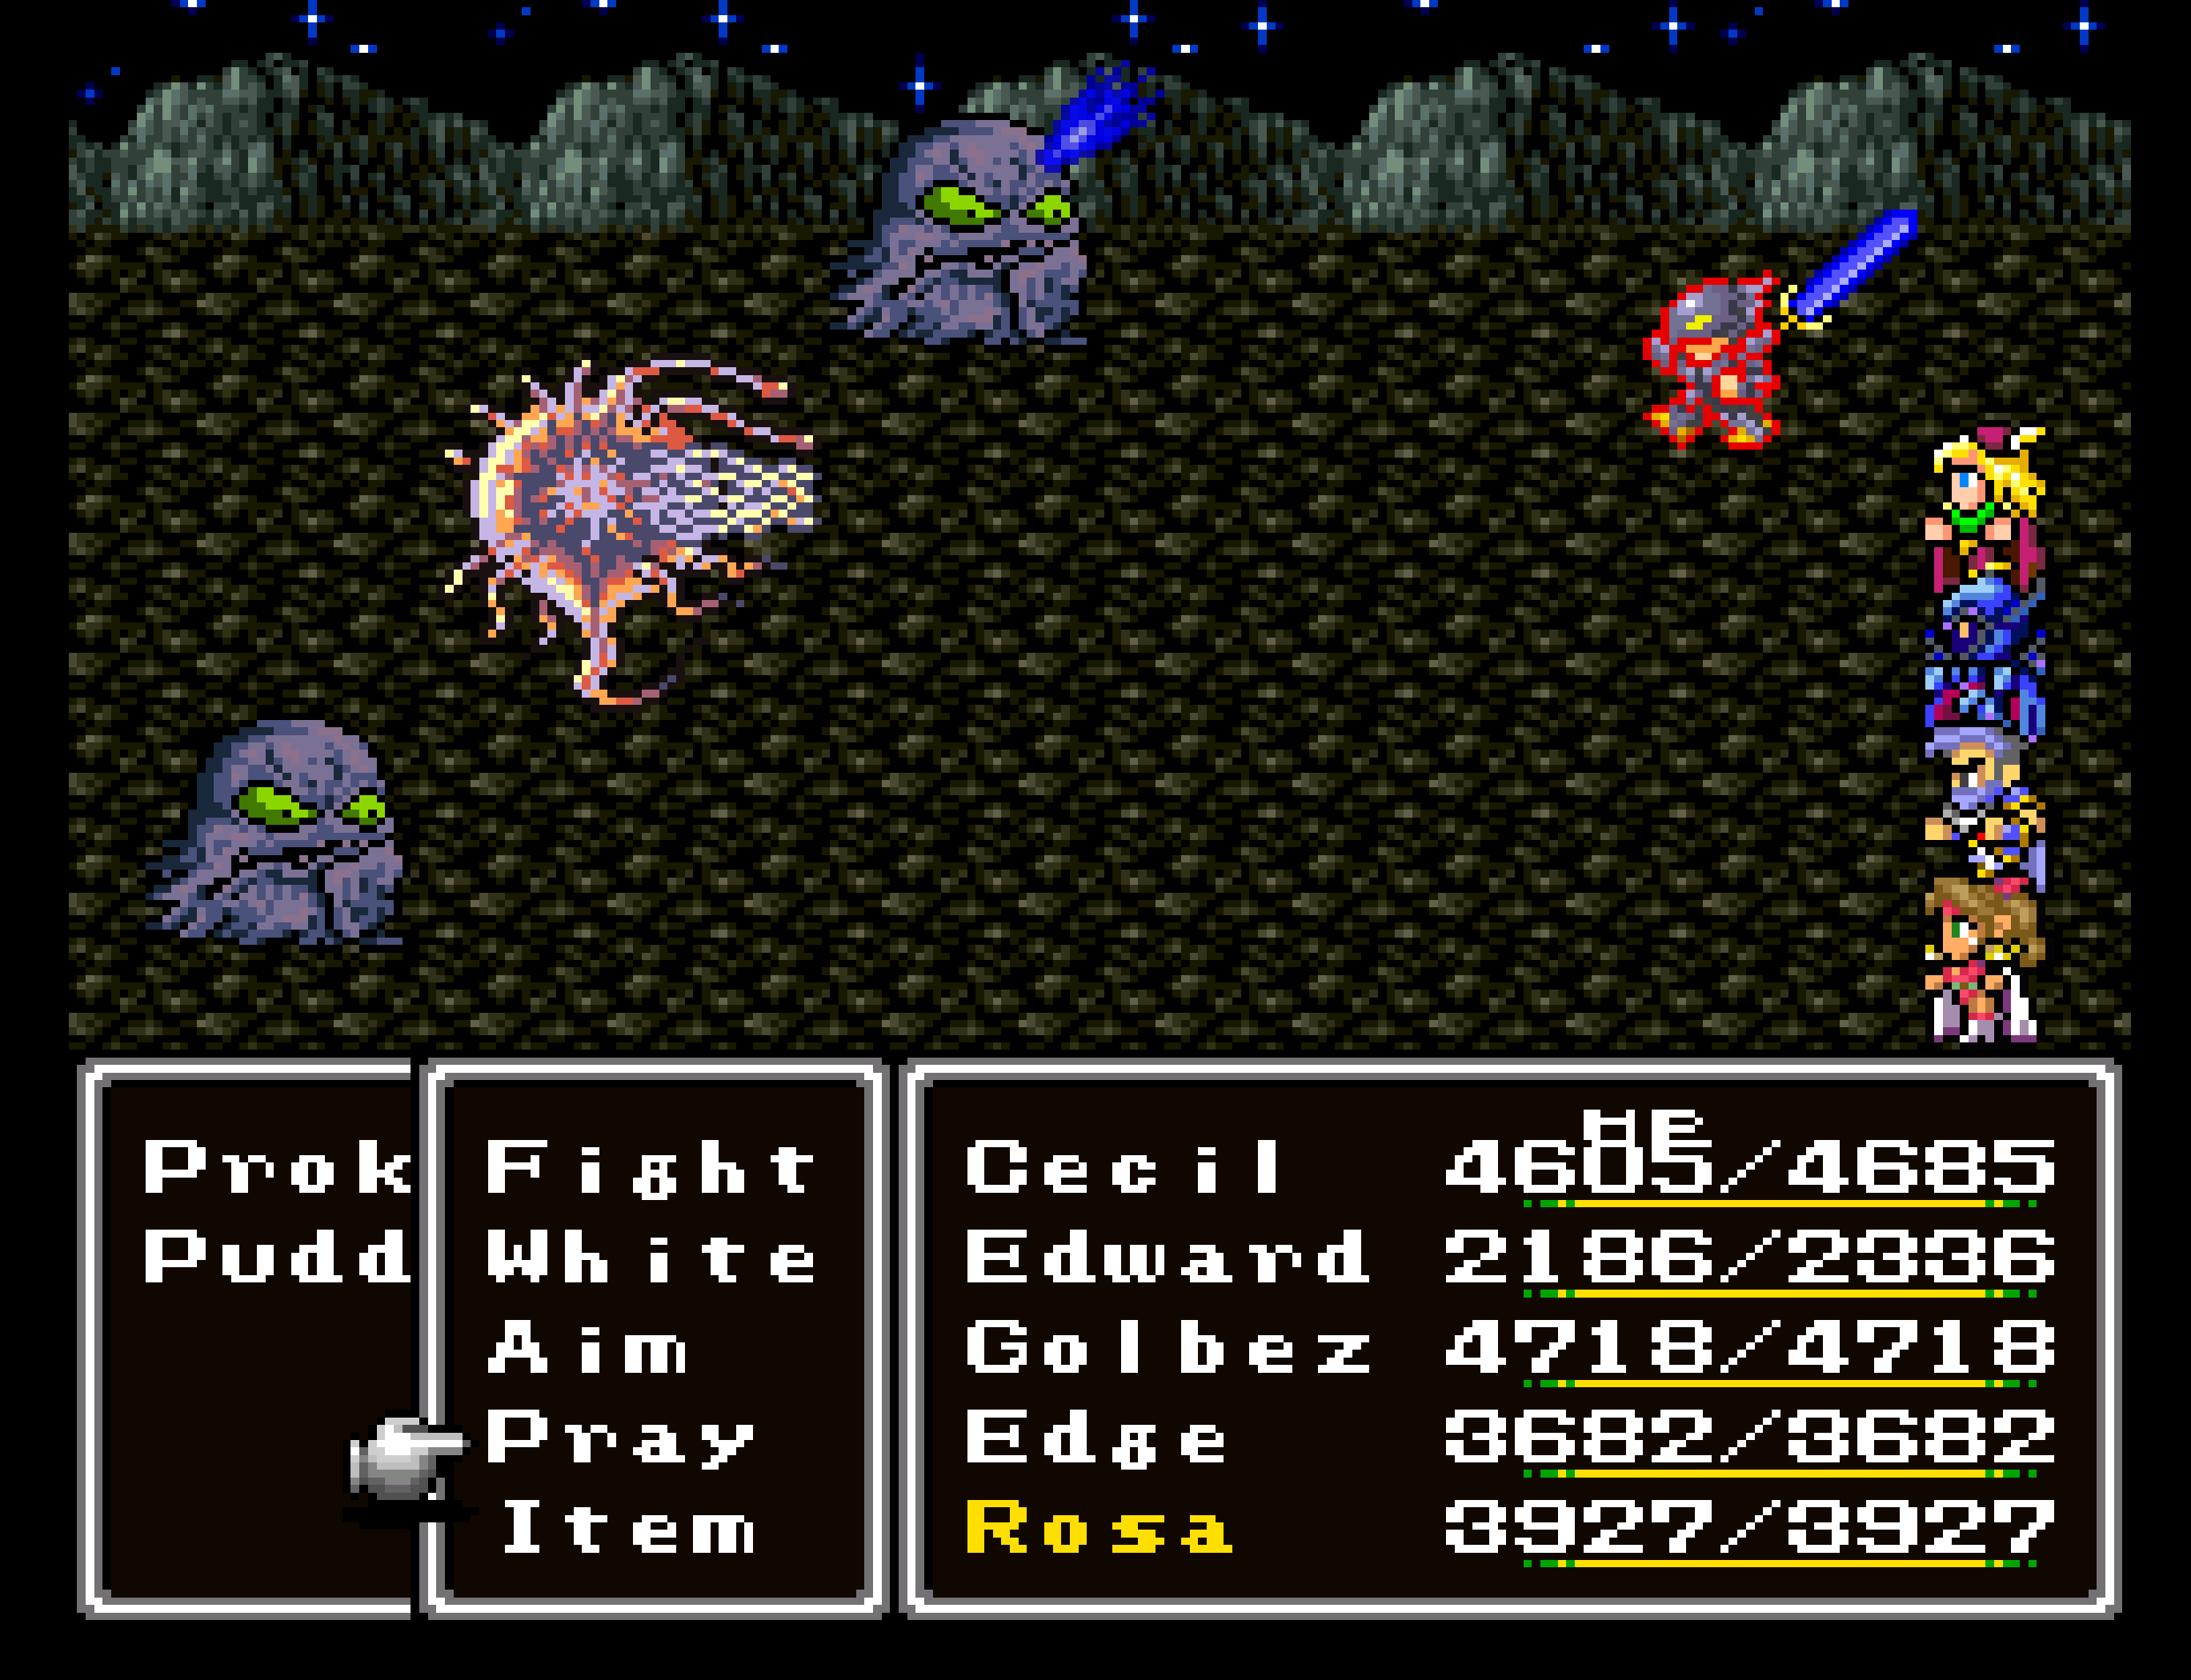 Prok
Pudd
Fight
White
Aim
Pray
Item
Cecil 4605/4685
Edward 2186/2336
Golbez 4718/4718
Edge 3682/3682
Rosa 3927/3927